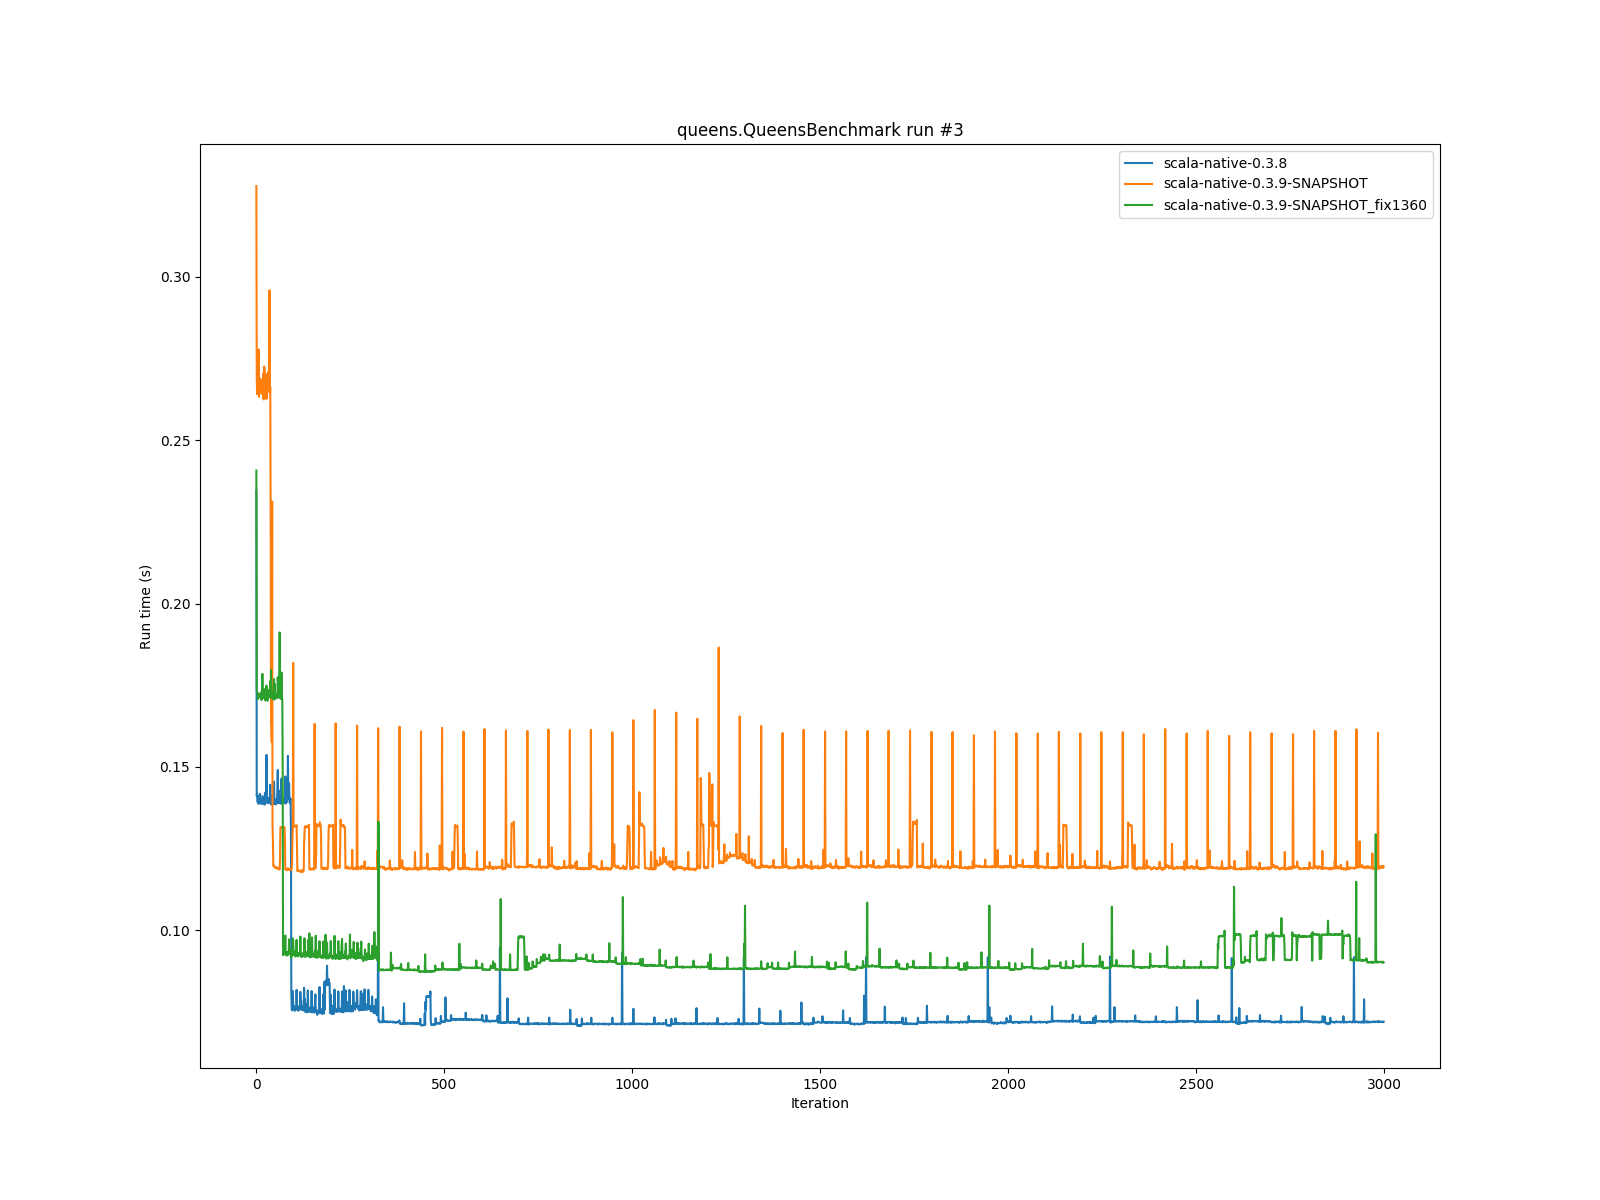 queens.QueensBenchmark run #3
scala-native-0.3.8
scala-native-0.3.9-SNAPSHOT
scala-native-0.3.9-SNAPSHOT_fix1360
Run time (s)
0.30
0.25
0.20
0.15
0.10
0
500
1000
1500
2000
2500
3000
Iteration